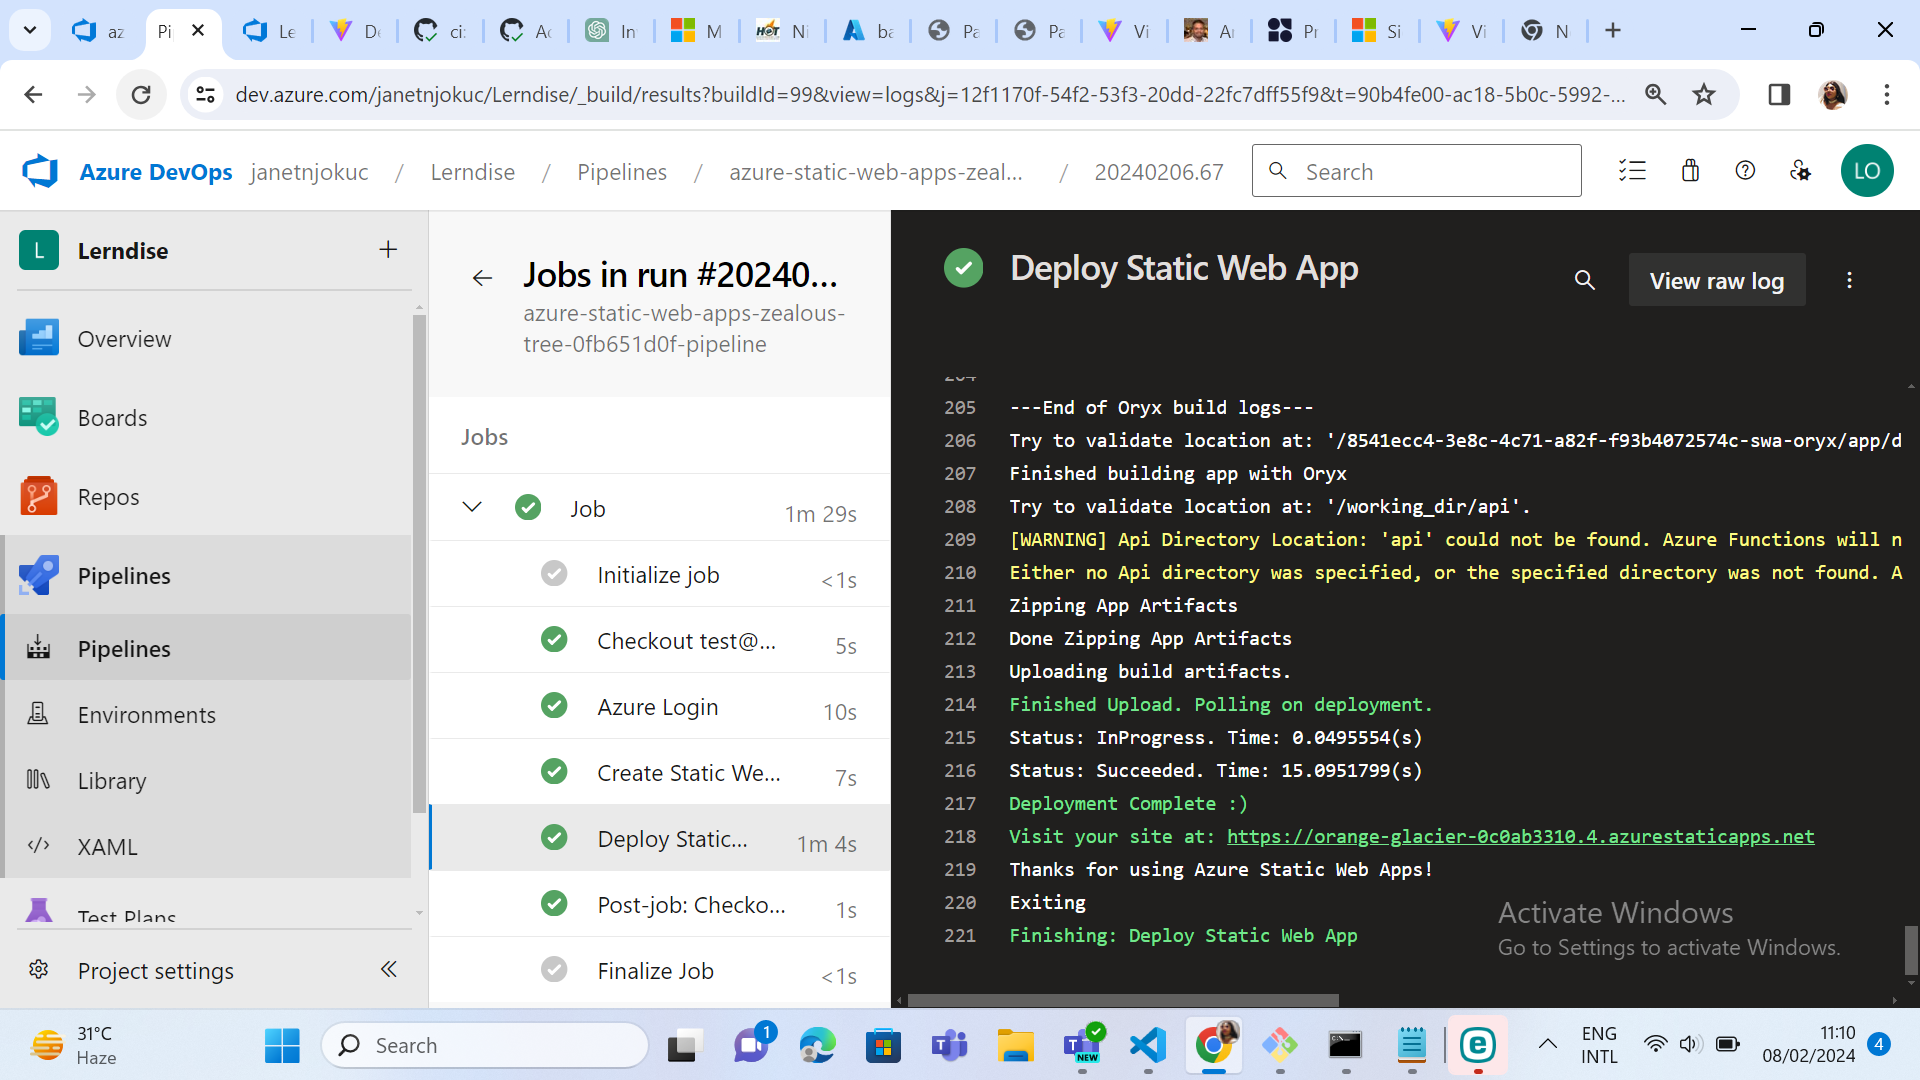 az
Pi
Le
De
ci:
Ac
In
M
Ni
ba
Pa
Pa
Vi
Ar
Pr
Si
Vi
N
dev.azure.com/janetnjokuc/Lerndise/_build/results?buildId=99&view=logs&j=12f1170f-54f2-53f3-20dd-22fc7dff55f9&t=90b4fe00-ac18-5b0c-5992-...
Azure DevOps janetnjokuc / Lerndise / Pipelines / azure-static-web-apps-zeal... / 20240206.67
Search
LO
L Lerndise
Overview
Boards
Repos
Pipelines
Pipelines
Environments
Library
XAML
Test Plans
Project settings
Jobs in run #20240...
azure-static-web-apps-zealous-
tree-0fb651d0f-pipeline
Jobs
Job 1m 29s
Initialize job <1s
Checkout test@... 5s
Azure Login 10s
Create Static We... 7s
Deploy Static... 1m 4s
Post-job: Checko... 1s
Finalize Job <1s
Deploy Static Web App
View raw log
204
205 ---End of Oryx build logs---
206 Try to validate location at: '/8541ecc4-3e8c-4c71-a82f-f93b4072574c-swa-oryx/app/d
207 Finished building app with Oryx
208 Try to validate location at: '/working_dir/api'.
209 [WARNING] Api Directory Location: 'api' could not be found. Azure Functions will n
210 Either no Api directory was specified, or the specified directory was not found. A
211 Zipping App Artifacts
212 Done Zipping App Artifacts
213 Uploading build artifacts.
214 Finished Upload. Polling on deployment.
215 Status: InProgress. Time: 0.0495554(s)
216 Status: Succeeded. Time: 15.0951799(s)
217 Deployment Complete :)
218 Visit your site at: https://orange-glacier-0c0ab3310.4.azurestaticapps.net
219 Thanks for using Azure Static Web Apps!
220 Exiting
221 Finishing: Deploy Static Web App
Activate Windows
Go to Settings to activate Windows.
31°C
Haze
Search
1
NEW
ENG
INTL
11:10
08/02/2024
4